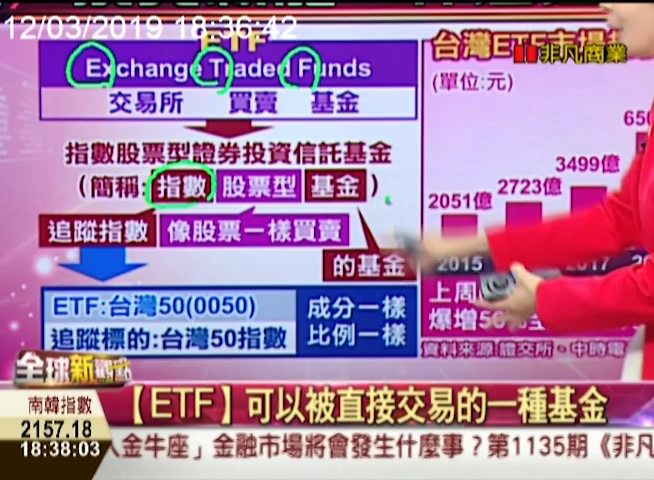 12/03/2019 18:36:42
ETF
Exchange Traded Funds
交易所 買賣 基金
指數股票型證券投資信託基金
(簡稱:指數股票型基金)
追蹤指數 像股票一樣買賣
的基金
ETF:台灣50(0050)
追蹤標的:台灣50指數
成分一樣
比例一樣
台灣ETF市場
非凡商業
(單位:元)
2051億 2723億 3499億 650
2015 2017
上周
爆增56
資料來源:證交所、中時電
全球新觀點
【ETF】可以被直接交易的一種基金
南韓指數
2157.18
18:38:03
入金牛座」金融市場將會發生什麼事?第1135期《非凡